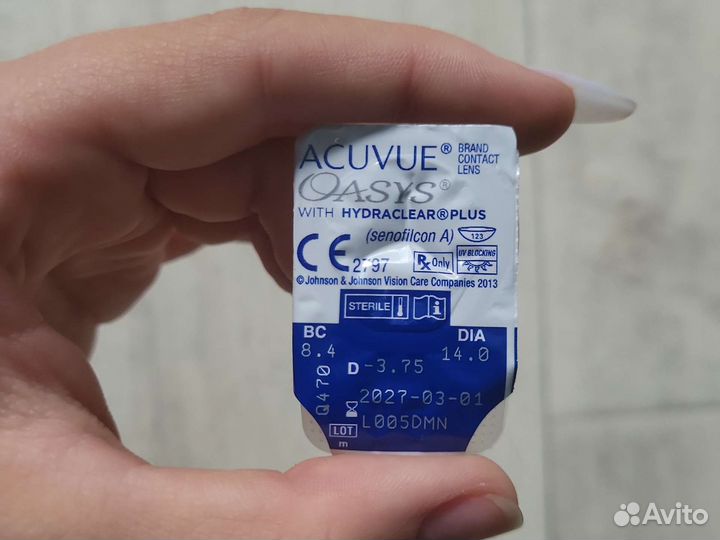 ACUVUE® BRAND CONTACT LENS
OASYS®
WITH HYDRACLEAR®PLUS
(senofilcon A) 123
CE 2797 Rx Only UV BLOCKING
© Johnson & Johnson Vision Care Companies 2013
STERILE i
BC DIA
8.4 14.0
D -3.75
Q470
2027-03-01
LOT L005DMN
m
Avito